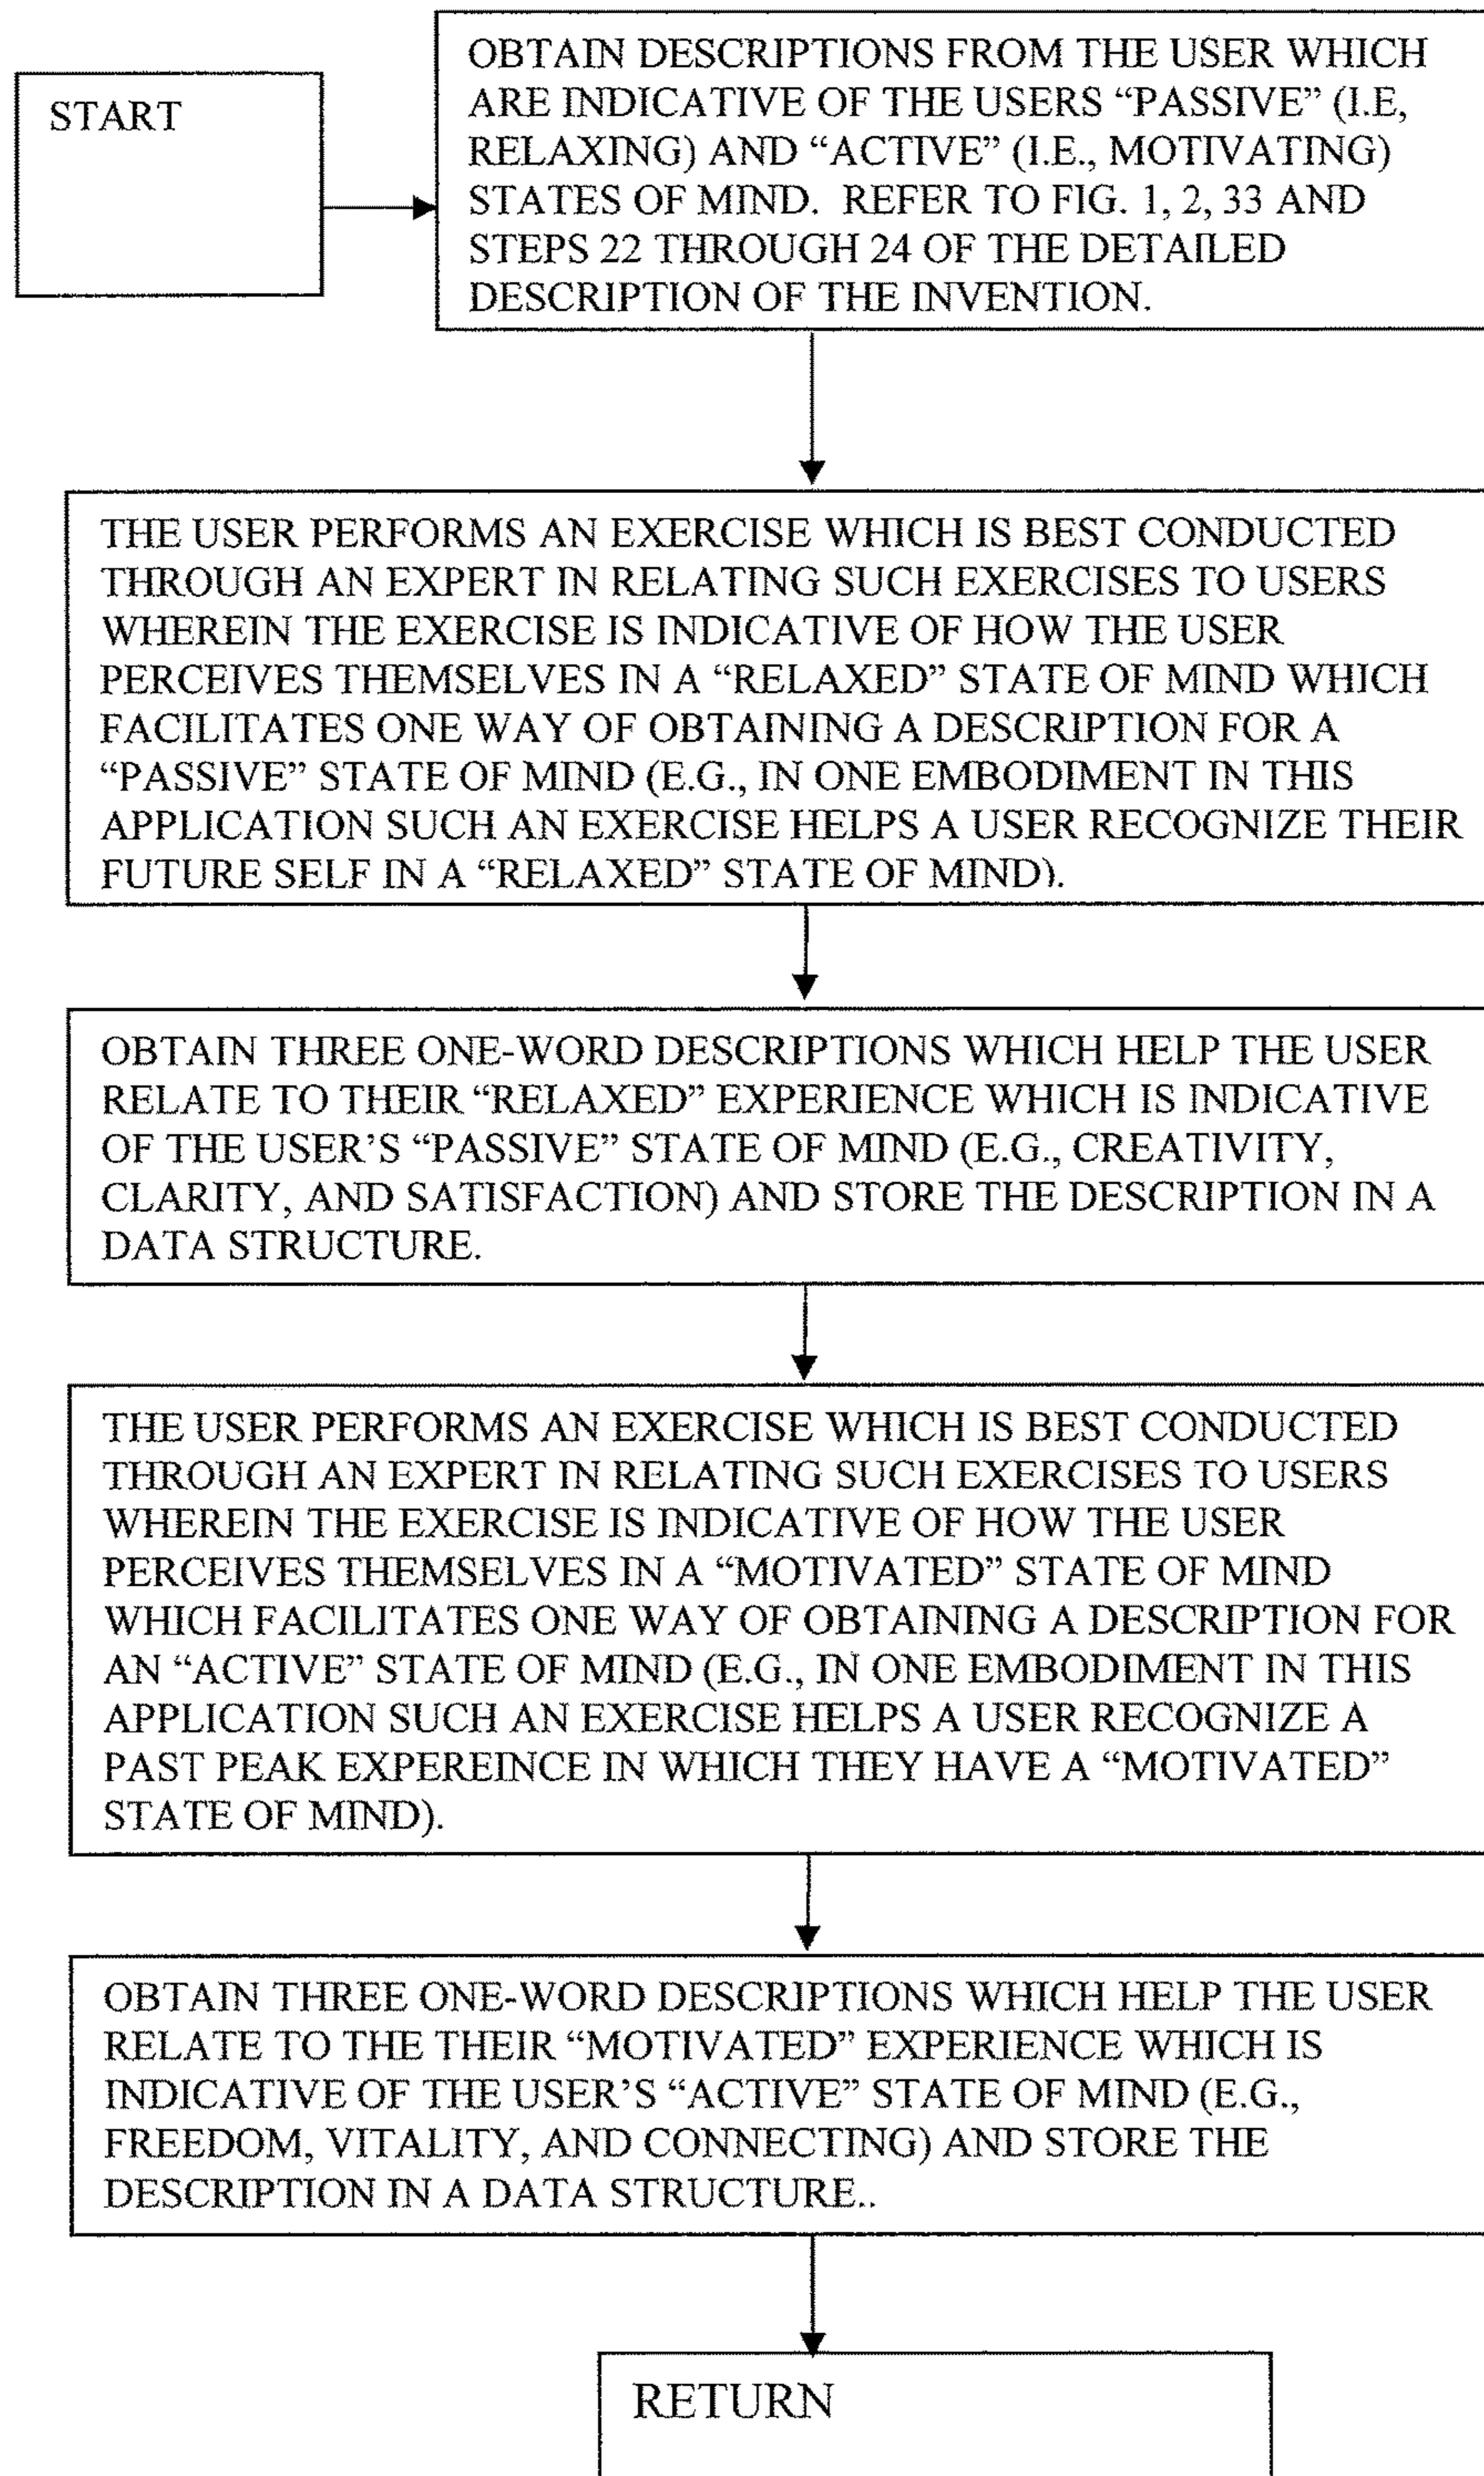 START
OBTAIN DESCRIPTIONS FROM THE USER WHICH
ARE INDICATIVE OF THE USERS “PASSIVE” (I.E,
RELAXING) AND “ACTIVE” (I.E., MOTIVATING)
STATES OF MIND. REFER TO FIG. 1, 2, 33 AND
STEPS 22 THROUGH 24 OF THE DETAILED
DESCRIPTION OF THE INVENTION.
THE USER PERFORMS AN EXERCISE WHICH IS BEST CONDUCTED
THROUGH AN EXPERT IN RELATING SUCH EXERCISES TO USERS
WHEREIN THE EXERCISE IS INDICATIVE OF HOW THE USER
PERCEIVES THEMSELVES IN A “RELAXED” STATE OF MIND WHICH
FACILITATES ONE WAY OF OBTAINING A DESCRIPTION FOR A
“PASSIVE” STATE OF MIND (E.G., IN ONE EMBODIMENT IN THIS
APPLICATION SUCH AN EXERCISE HELPS A USER RECOGNIZE THEIR
FUTURE SELF IN A “RELAXED” STATE OF MIND).
OBTAIN THREE ONE-WORD DESCRIPTIONS WHICH HELP THE USER
RELATE TO THEIR “RELAXED” EXPERIENCE WHICH IS INDICATIVE
OF THE USER’S “PASSIVE” STATE OF MIND (E.G., CREATIVITY,
CLARITY, AND SATISFACTION) AND STORE THE DESCRIPTION IN A
DATA STRUCTURE.
THE USER PERFORMS AN EXERCISE WHICH IS BEST CONDUCTED
THROUGH AN EXPERT IN RELATING SUCH EXERCISES TO USERS
WHEREIN THE EXERCISE IS INDICATIVE OF HOW THE USER
PERCEIVES THEMSELVES IN A “MOTIVATED” STATE OF MIND
WHICH FACILITATES ONE WAY OF OBTAINING A DESCRIPTION FOR
AN “ACTIVE” STATE OF MIND (E.G., IN ONE EMBODIMENT IN THIS
APPLICATION SUCH AN EXERCISE HELPS A USER RECOGNIZE A
PAST PEAK EXPEREINCE IN WHICH THEY HAVE A “MOTIVATED”
STATE OF MIND).
OBTAIN THREE ONE-WORD DESCRIPTIONS WHICH HELP THE USER
RELATE TO THE THEIR “MOTIVATED” EXPERIENCE WHICH IS
INDICATIVE OF THE USER’S “ACTIVE” STATE OF MIND (E.G.,
FREEDOM, VITALITY, AND CONNECTING) AND STORE THE
DESCRIPTION IN A DATA STRUCTURE..
RETURN